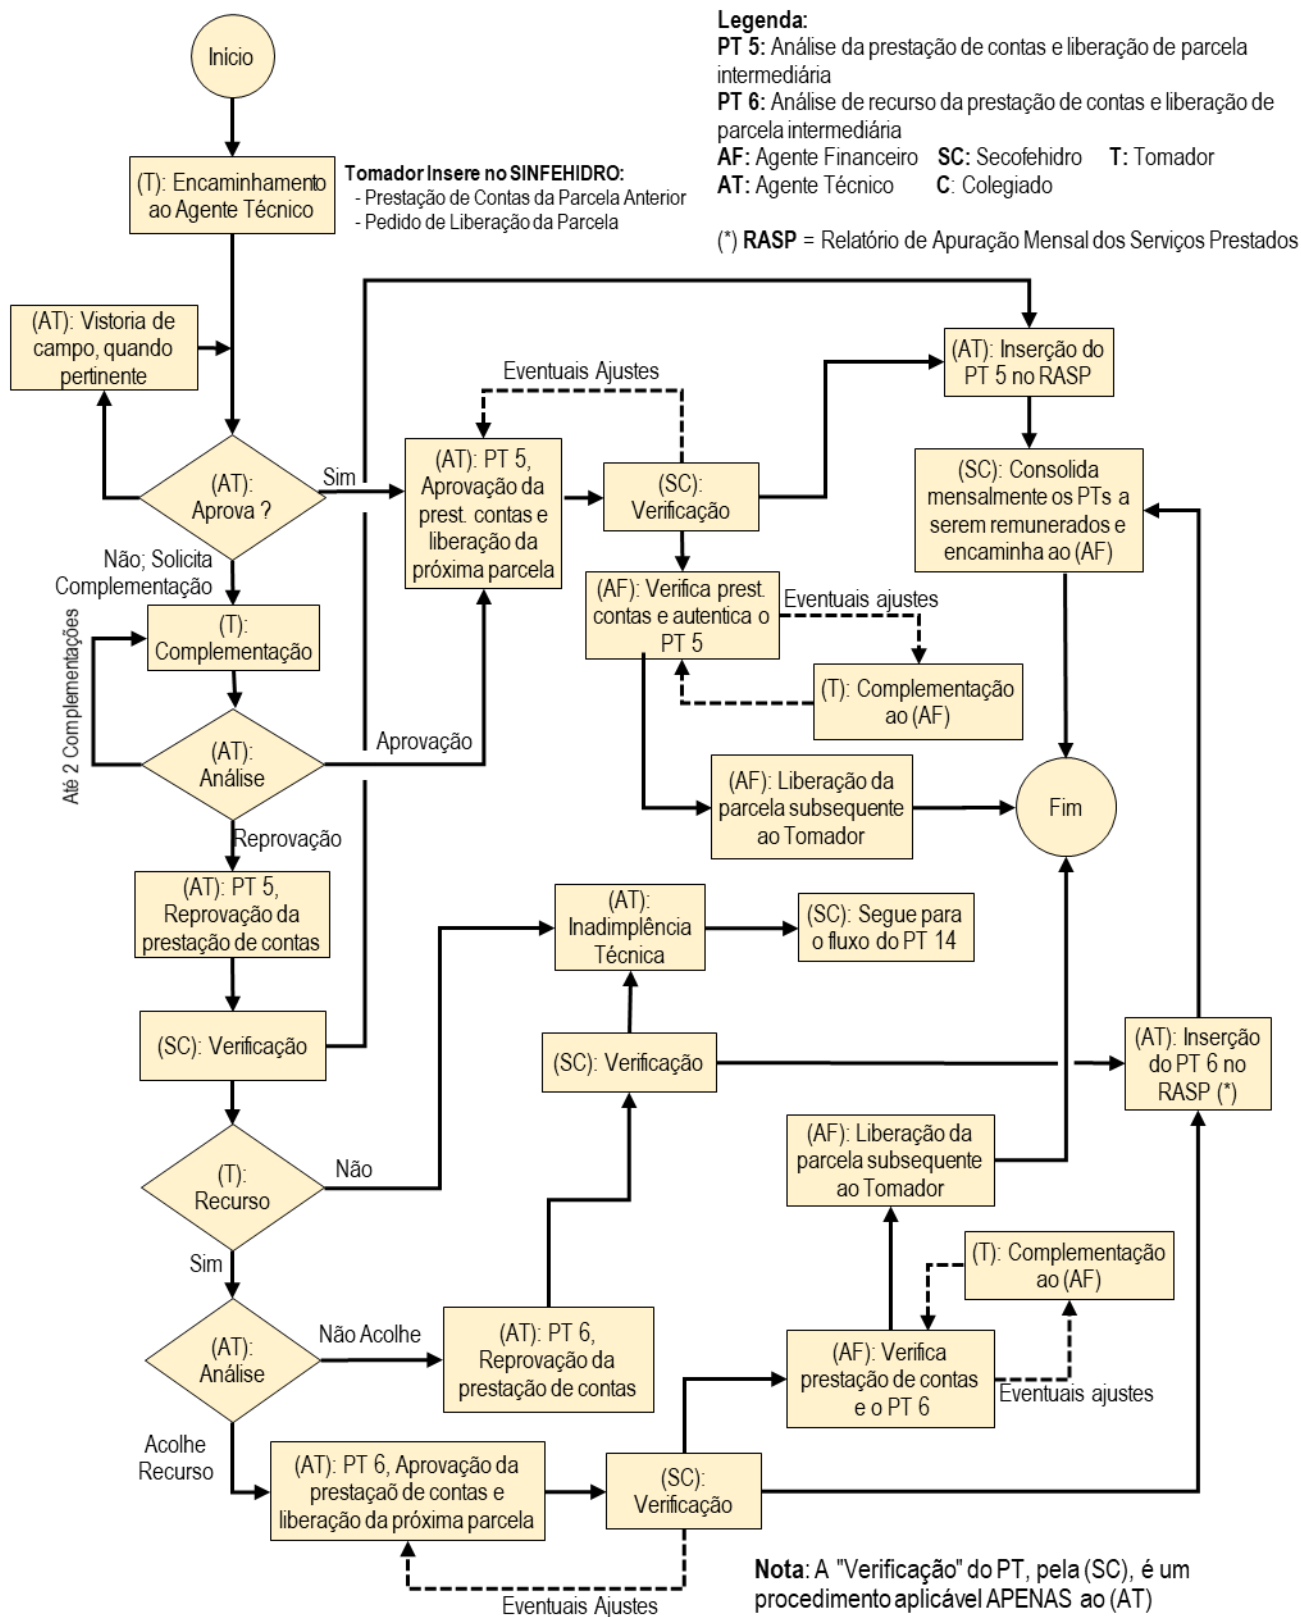 Início
Legenda:
PT 5: Análise da prestação de contas e liberação de parcela
intermediária
PT 6: Análise de recurso da prestação de contas e liberação de
parcela intermediária
AF: Agente Financeiro SC: Secofehidro T: Tomador
AT: Agente Técnico C: Colegiado
(*) RASP = Relatório de Apuração Mensal dos Serviços Prestados
(T): Encaminhamento
ao Agente Técnico
Tomador Insere no SINFEHIDRO:
- Prestação de Contas da Parcela Anterior
- Pedido de Liberação da Parcela
(AT): Vistoria de
campo, quando
pertinente
Eventuais Ajustes
(AT): Inserção do
PT 5 no RASP
(AT):
Aprova ?
Sim
(AT): PT 5,
Aprovação da
prest. contas e
liberação da
próxima parcela
(SC):
Verificação
(SC): Consolida
mensalmente os PTs a
serem remunerados e
encaminha ao (AF)
Não; Solicita
Complementação
(AF): Verifica prest.
contas e autentica o
PT 5
Eventuais ajustes
(T):
Complementação
Até 2 Complementações
(T): Complementação
ao (AF)
(AT):
Análise
Aprovação
(AF): Liberação da
parcela subsequente
ao Tomador
Fim
Reprovação
(AT): PT 5,
Reprovação da
prestação de contas
(AT):
Inadimplência
Técnica
(SC): Segue para
o fluxo do PT 14
(SC): Verificação
(SC): Verificação
(AT): Inserção
do PT 6 no
RASP (*)
(T):
Recurso
Não
(AF): Liberação da
parcela subsequente
ao Tomador
Sim
(T): Complementação
ao (AF)
(AT):
Análise
Não Acolhe
(AT): PT 6,
Reprovação da
prestação de contas
(AF): Verifica
prestação de contas
e o PT 6
Eventuais ajustes
Acolhe
Recurso
(AT): PT 6, Aprovação da
prestaçaõ de contas e
liberação da próxima parcela
(SC):
Verificação
Eventuais Ajustes
Nota: A "Verificação" do PT, pela (SC), é um
procedimento aplicável APENAS ao (AT)